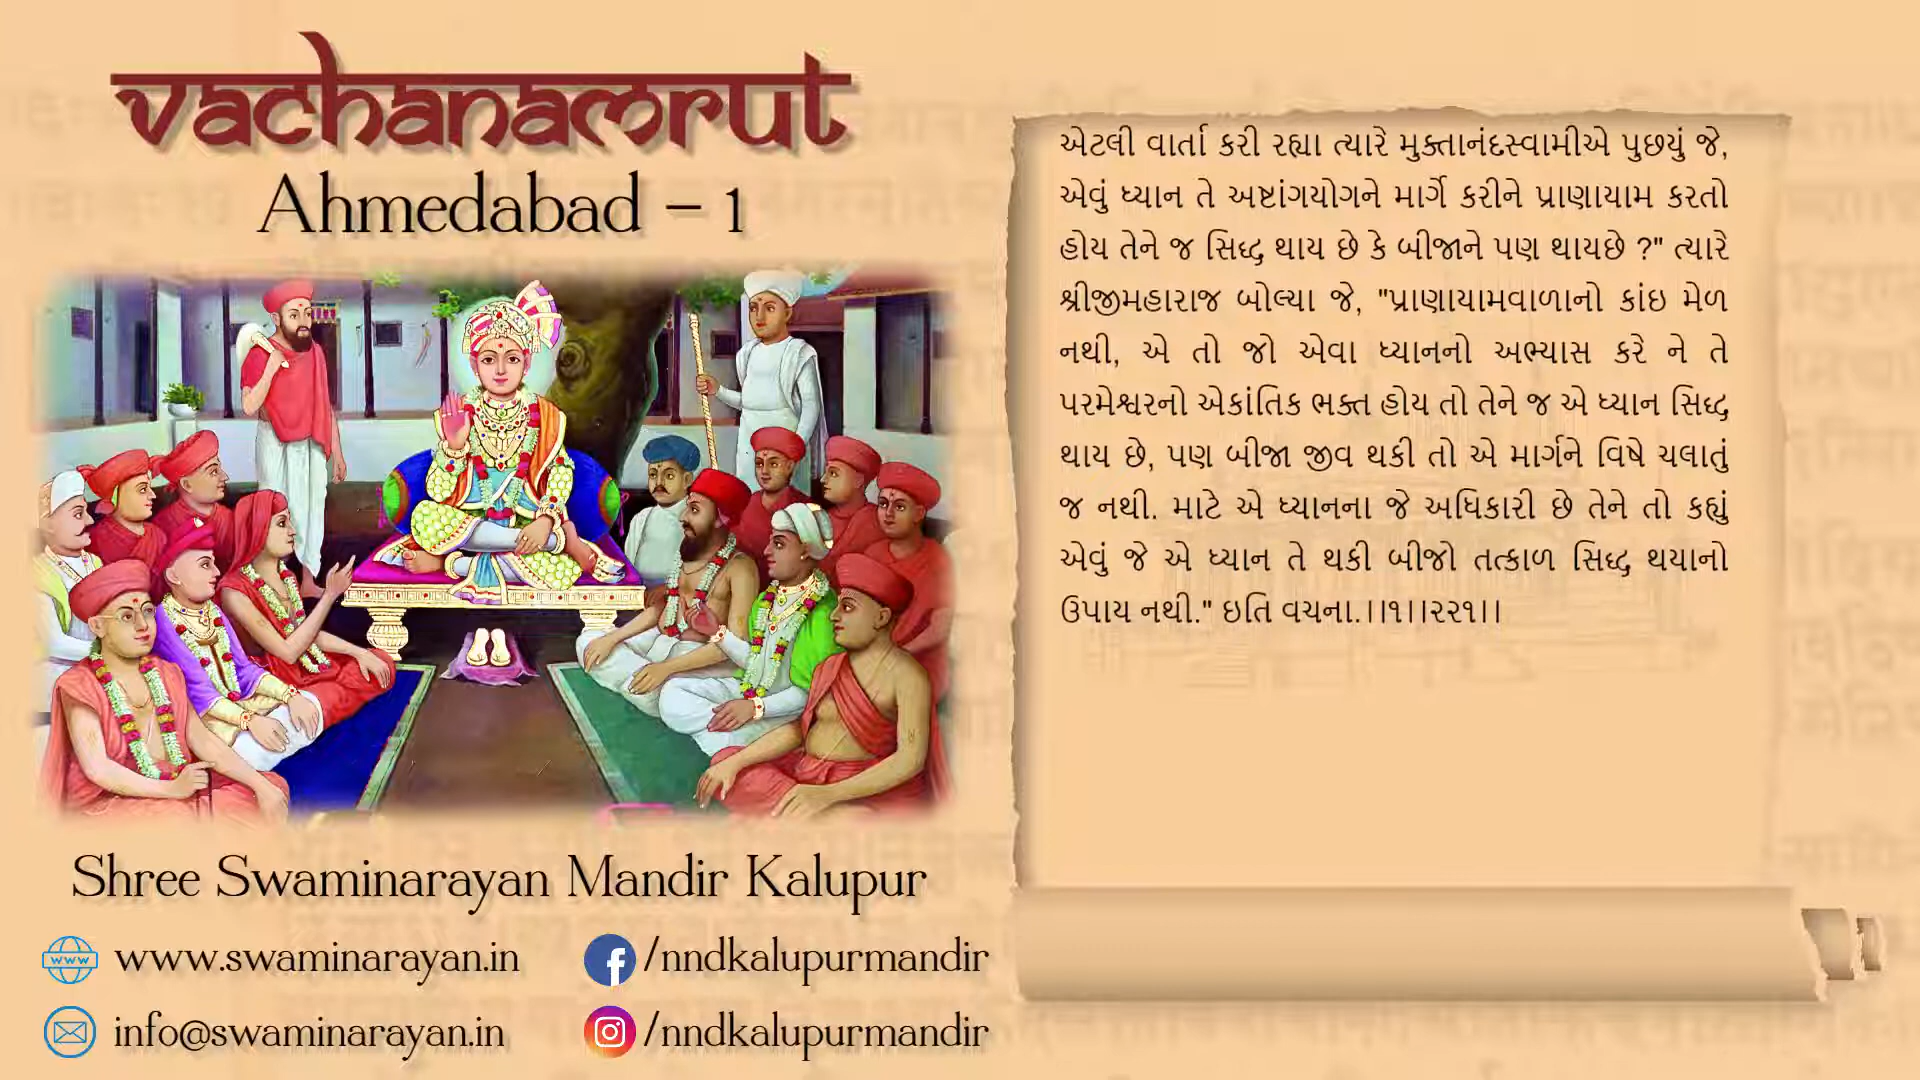 vachanamrut
Ahmedabad - 1
એટલી વાર્તા કરી રહ્યા ત્યારે મુક્તાનંદસ્વામીએ પુછયું જે,
એવું ધ્યાન તે અષ્ટાંગયોગને માર્ગે કરીને પ્રાણાયામ કરતો
હોય તેને જ સિદ્ધ થાય છે કે બીજાને પણ થાયછે ?" ત્યારે
શ્રીજીમહારાજ બોલ્યા જે, "પ્રાણાયામવાળાનો કાંઇ મેળ
નથી, એ તો જો એવા ધ્યાનનો અભ્યાસ કરે ને તે
પરમેશ્વરનો એકાંતિક ભક્ત હોય તો તેને જ એ ધ્યાન સિદ્ધ
થાય છે, પણ બીજા જીવ થકી તો એ માર્ગને વિષે ચલાતું
જ નથી. માટે એ ધ્યાનના જે અધિકારી છે તેને તો કહ્યું
એવું જે એ ધ્યાન તે થકી બીજો તત્કાળ સિદ્ધ થયાનો
ઉપાય નથી." ઇતિ વચના.।।૧।।૨૨૧।।
Shree Swaminarayan Mandir Kalupur
www
www.swaminarayan.in
/nndkalupurmandir
info@swaminarayan.in
/nndkalupurmandir